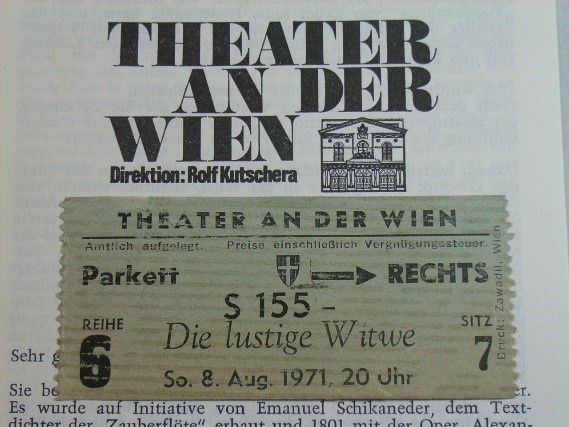 THEATER
AN DER
WIEN
Direktion: Rolf Kutschera
THEATER AN DER WIEN
Amtlich aufgelegt. Preise einschließlich Vergnügungssteuer.
Parkett RECHTS
S 155-
REIHE SITZ
6 7
Die lustige Witwe
So. 8. Aug. 1971, 20 Uhr
Druck: Zawadil, Wien
Sehr
Sie
Es wurde auf Initiative von Emanuel Schikaneder, dem Text-
dichter der „Zauberflöte" erbaut und 1801 mit der Oper „Alexan-